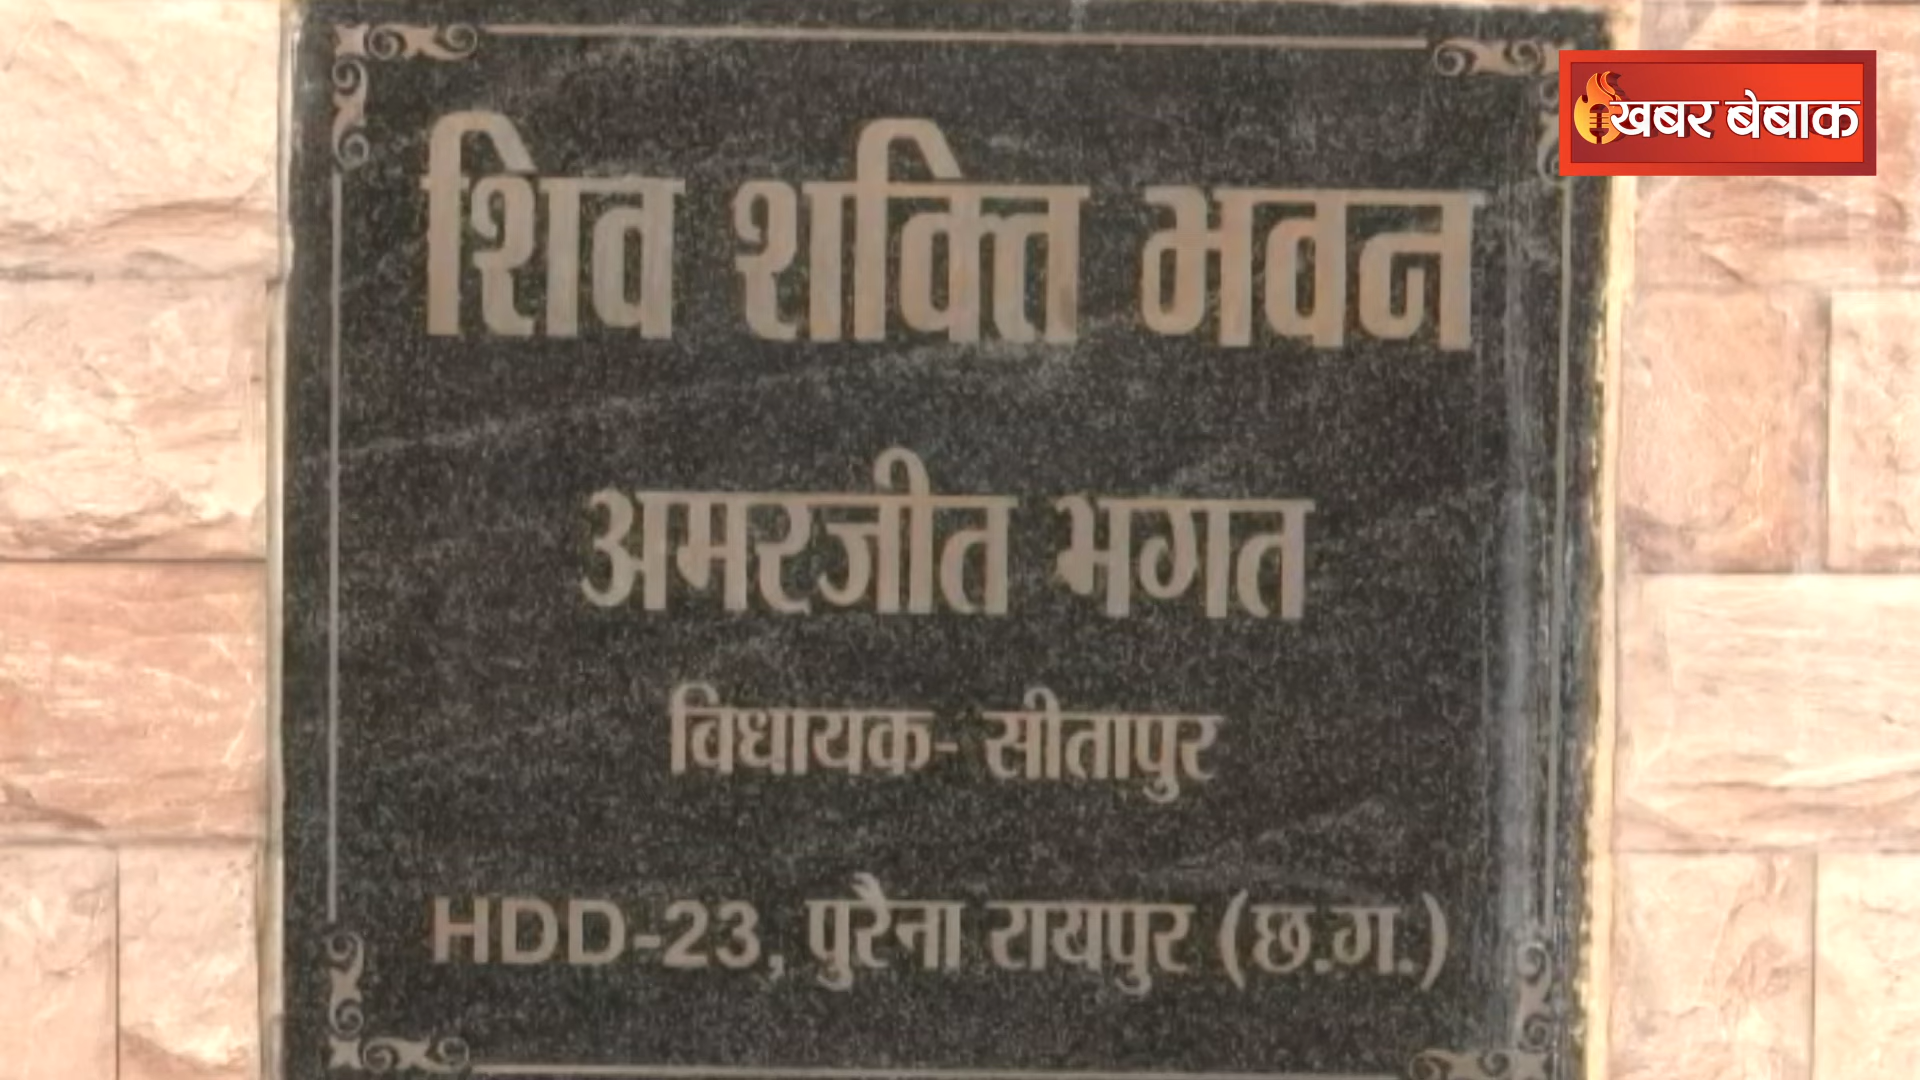 खबर बेबाक
शिव शक्ति भवन
अमरजीत भगत
विधायक- सीतापुर
HDD-23, पुरैना रायपुर (छ.ग.)